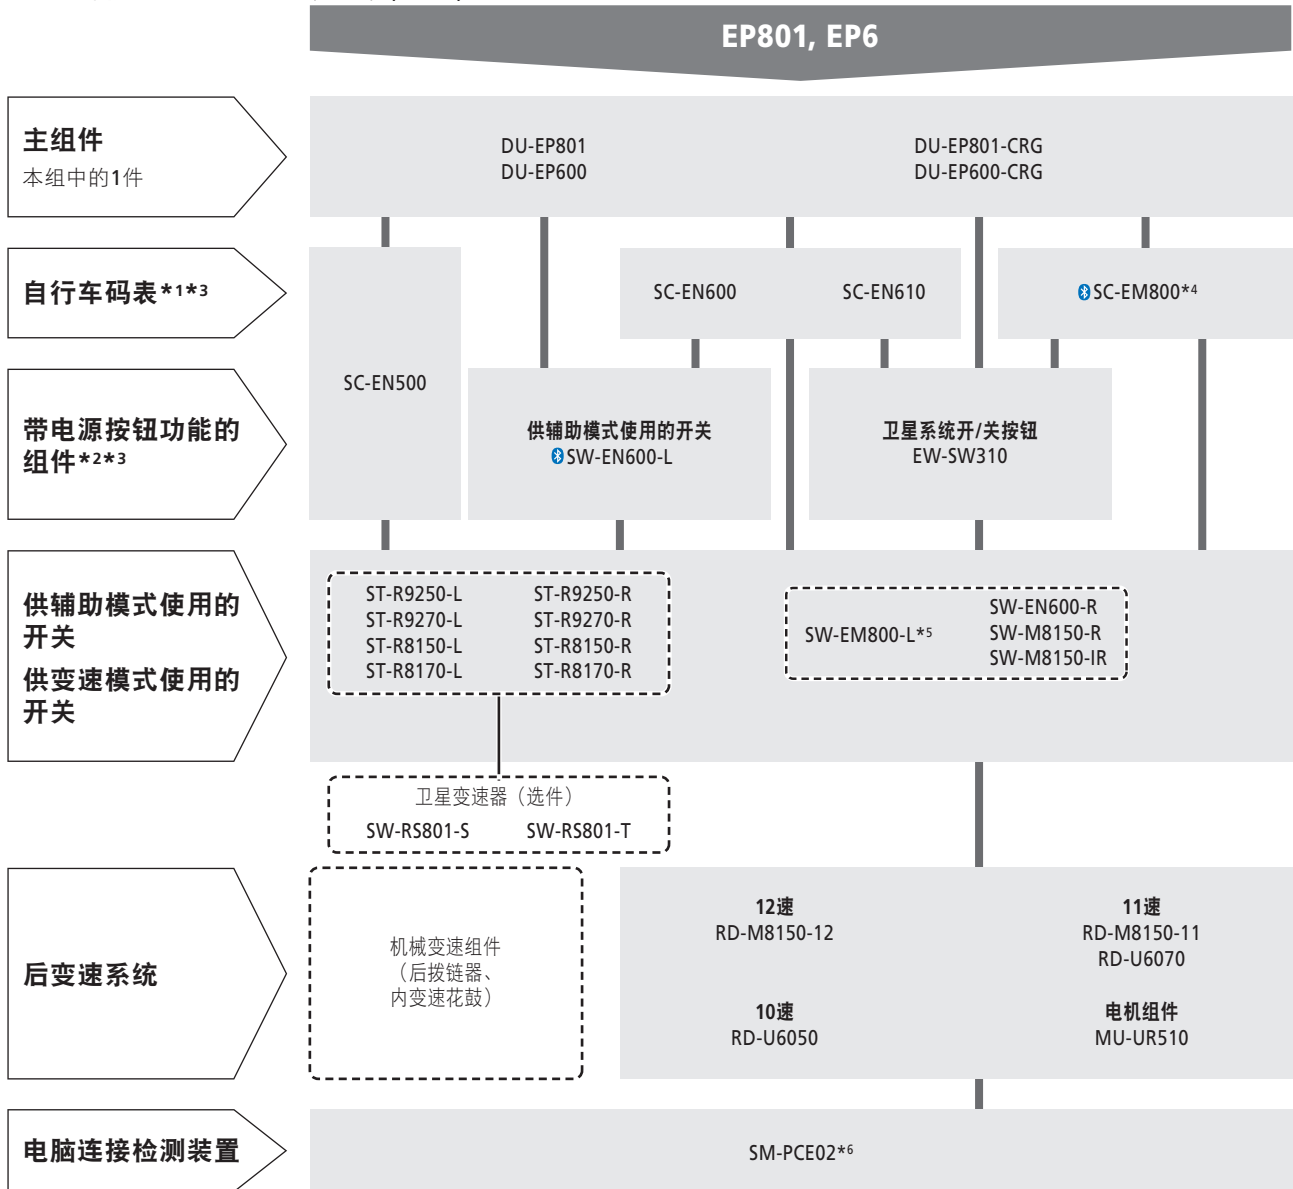 EP801, EP6
主组件
本组中的1件
DU-EP801
DU-EP600
DU-EP801-CRG
DU-EP600-CRG
自行车码表*1*3
SC-EN600
SC-EN610
SC-EM800*4
SC-EN500
带电源按钮功能的
组件*2*3
供辅助模式使用的开关
SW-EN600-L
卫星系统开/关按钮
EW-SW310
供辅助模式使用的
开关
供变速模式使用的
开关
ST-R9250-L
ST-R9270-L
ST-R8150-L
ST-R8170-L
ST-R9250-R
ST-R9270-R
ST-R8150-R
ST-R8170-R
SW-EM800-L*5
SW-EN600-R
SW-M8150-R
SW-M8150-IR
卫星变速器（选件）
SW-RS801-S
SW-RS801-T
后变速系统
机械变速组件
（后拨链器、
内变速花鼓）
12速
RD-M8150-12
11速
RD-M8150-11
RD-U6070
10速
RD-U6050
电机组件
MU-UR510
电脑连接检测装置
SM-PCE02*6